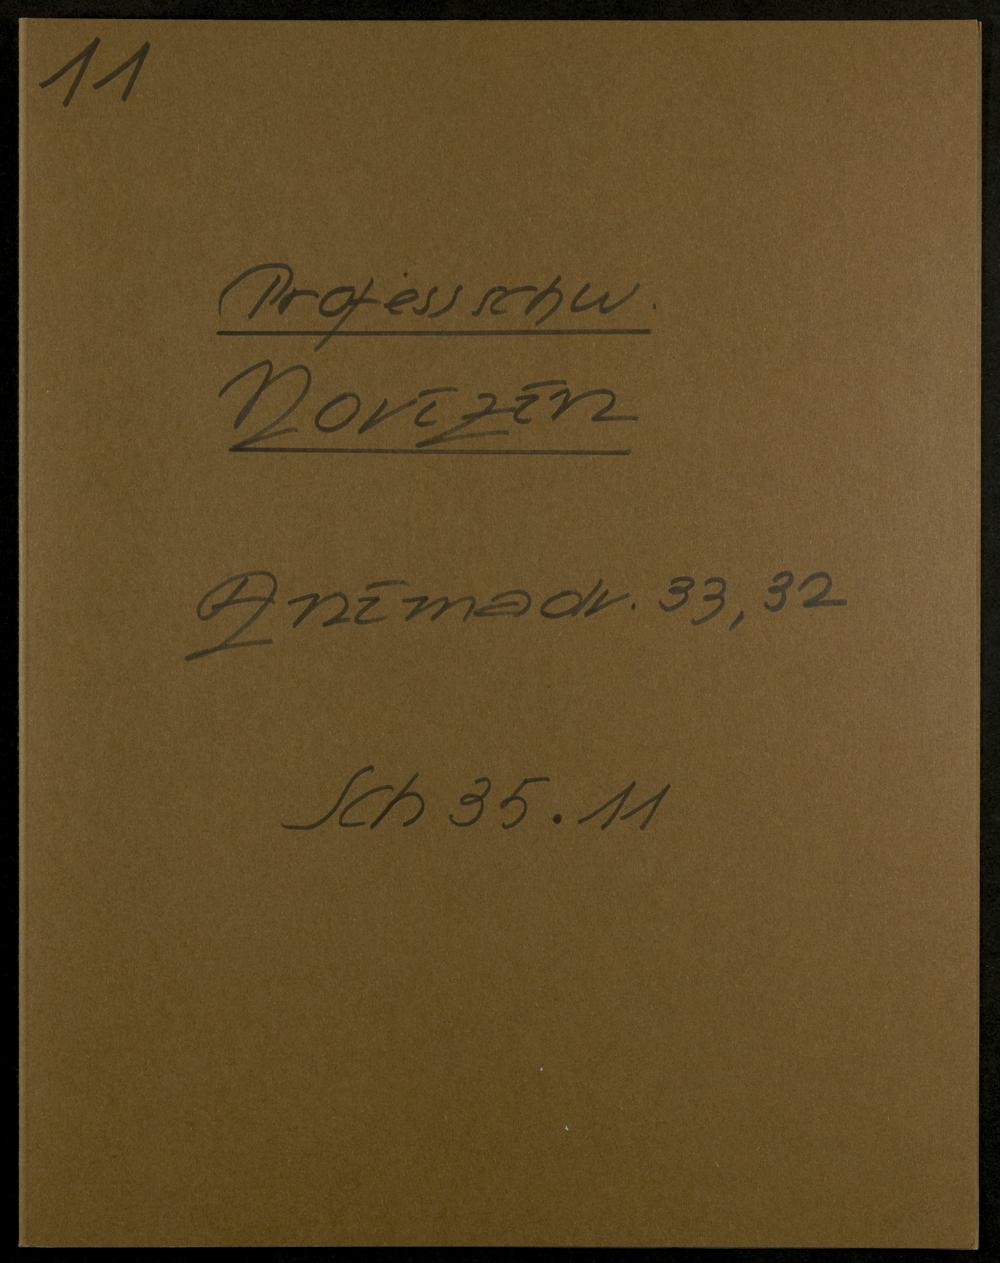 11
Professschw.
Novizen
Animadv. 33, 32
Sch 35.11